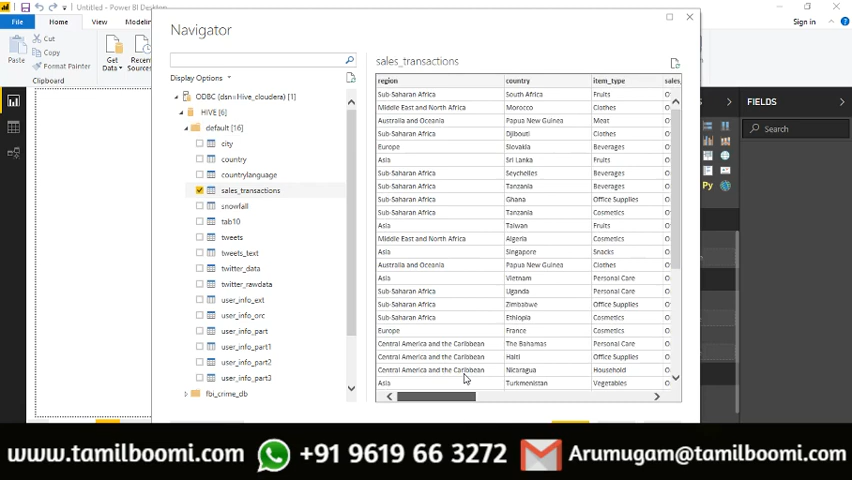 Untitled - Power BI Desktop
Sign in
File Home View
Cut
Copy
Format Painter
Paste
Get Data
Recent
Clipboard
Navigator
Display Options
ODBC (dsn=Hive_cloudera) [1]
HIVE [6]
default [16]
city
country
countrylanguage
sales_transactions
snowfall
tab10
tweets
tweets_text
twitter_data
twitter_rawdata
user_info_ext
user_info_orc
user_info_part
user_info_part1
user_info_part2
user_info_part3
fbi_crime_db
sales_transactions
region country item_type
Sub-Saharan Africa South Africa Fruits
Middle East and North Africa Morocco Clothes
Australia and Oceania Papua New Guinea Meat
Sub-Saharan Africa Djibouti Clothes
Europe Slovakia Beverages
Asia Sri Lanka Fruits
Sub-Saharan Africa Seychelles Beverages
Sub-Saharan Africa Tanzania Beverages
Sub-Saharan Africa Ghana Office Supplies
Sub-Saharan Africa Tanzania Cosmetics
Asia Taiwan Fruits
Middle East and North Africa Algeria Cosmetics
Asia Singapore Snacks
Australia and Oceania Papua New Guinea Clothes
Asia Vietnam Personal Care
Sub-Saharan Africa Uganda Personal Care
Sub-Saharan Africa Zimbabwe Office Supplies
Sub-Saharan Africa Ethiopia Cosmetics
Europe France Cosmetics
Central America and the Caribbean The Bahamas Personal Care
Central America and the Caribbean Haiti Office Supplies
Central America and the Caribbean Nicaragua Household
Asia Turkmenistan Vegetables
FIELDS
Search
Py
www.tamilboomi.com +91 9619 66 3272 Arumugam@tamilboomi.com